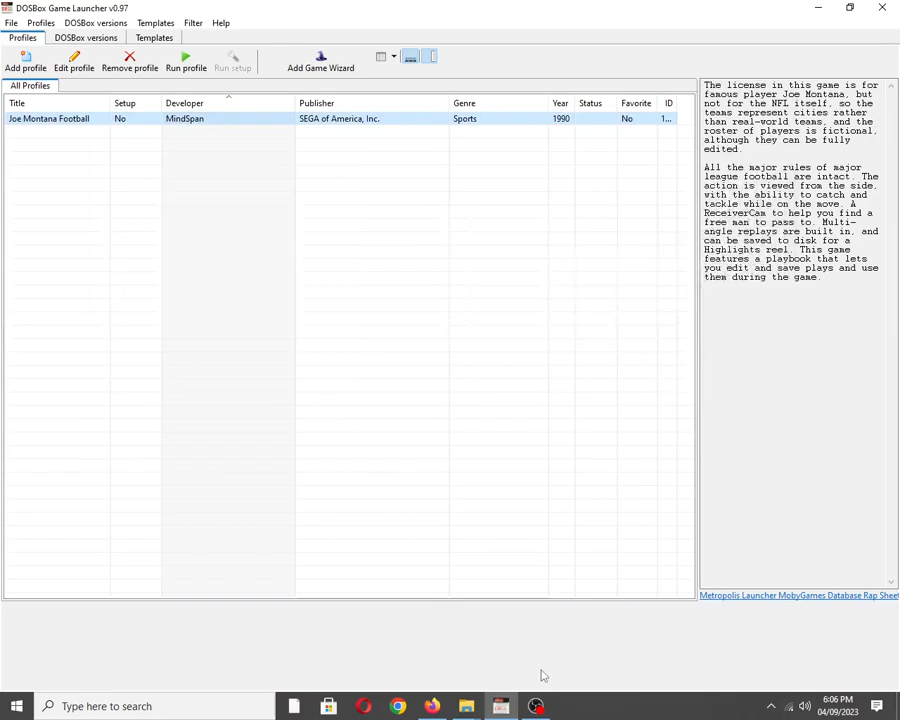 DOSBox Game Launcher v0.97
File Profiles DOSBox versions Templates Filter Help
Profiles DOSBox versions Templates
Add profile Edit profile Remove profile Run profile Run setup Add Game Wizard
All Profiles
Title Setup Developer Publisher Genre Year Status Favorite ID
Joe Montana Football No MindSpan SEGA of America, Inc. Sports 1990 No 1...
The license in this game is for
famous player Joe Montana, but
not for the NFL itself, so the
teams represent cities rather
than real-world teams, and the
roster of players is fictional,
although they can be fully
edited.
All the major rules of major
league football are intact. The
action is viewed from the side,
with the ability to catch and
tackle while on the move. A
ReceiverCam to help you find a
free man to pass to. Multi-
angle replays are built in, and
can be saved to disk for a
Highlights reel. This game
features a playbook that lets
you edit and save plays and use
them during the game.
Metropolis Launcher MobyGames Database Rap Sheet
Type here to search
6:06 PM
04/09/2023